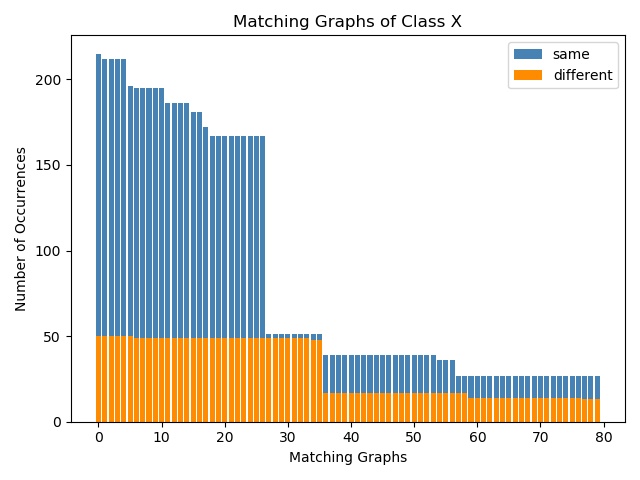 Matching Graphs of Class X
same
different
Number of Occurrences
200
150
100
50
0
0 10 20 30 40 50 60 70 80
Matching Graphs